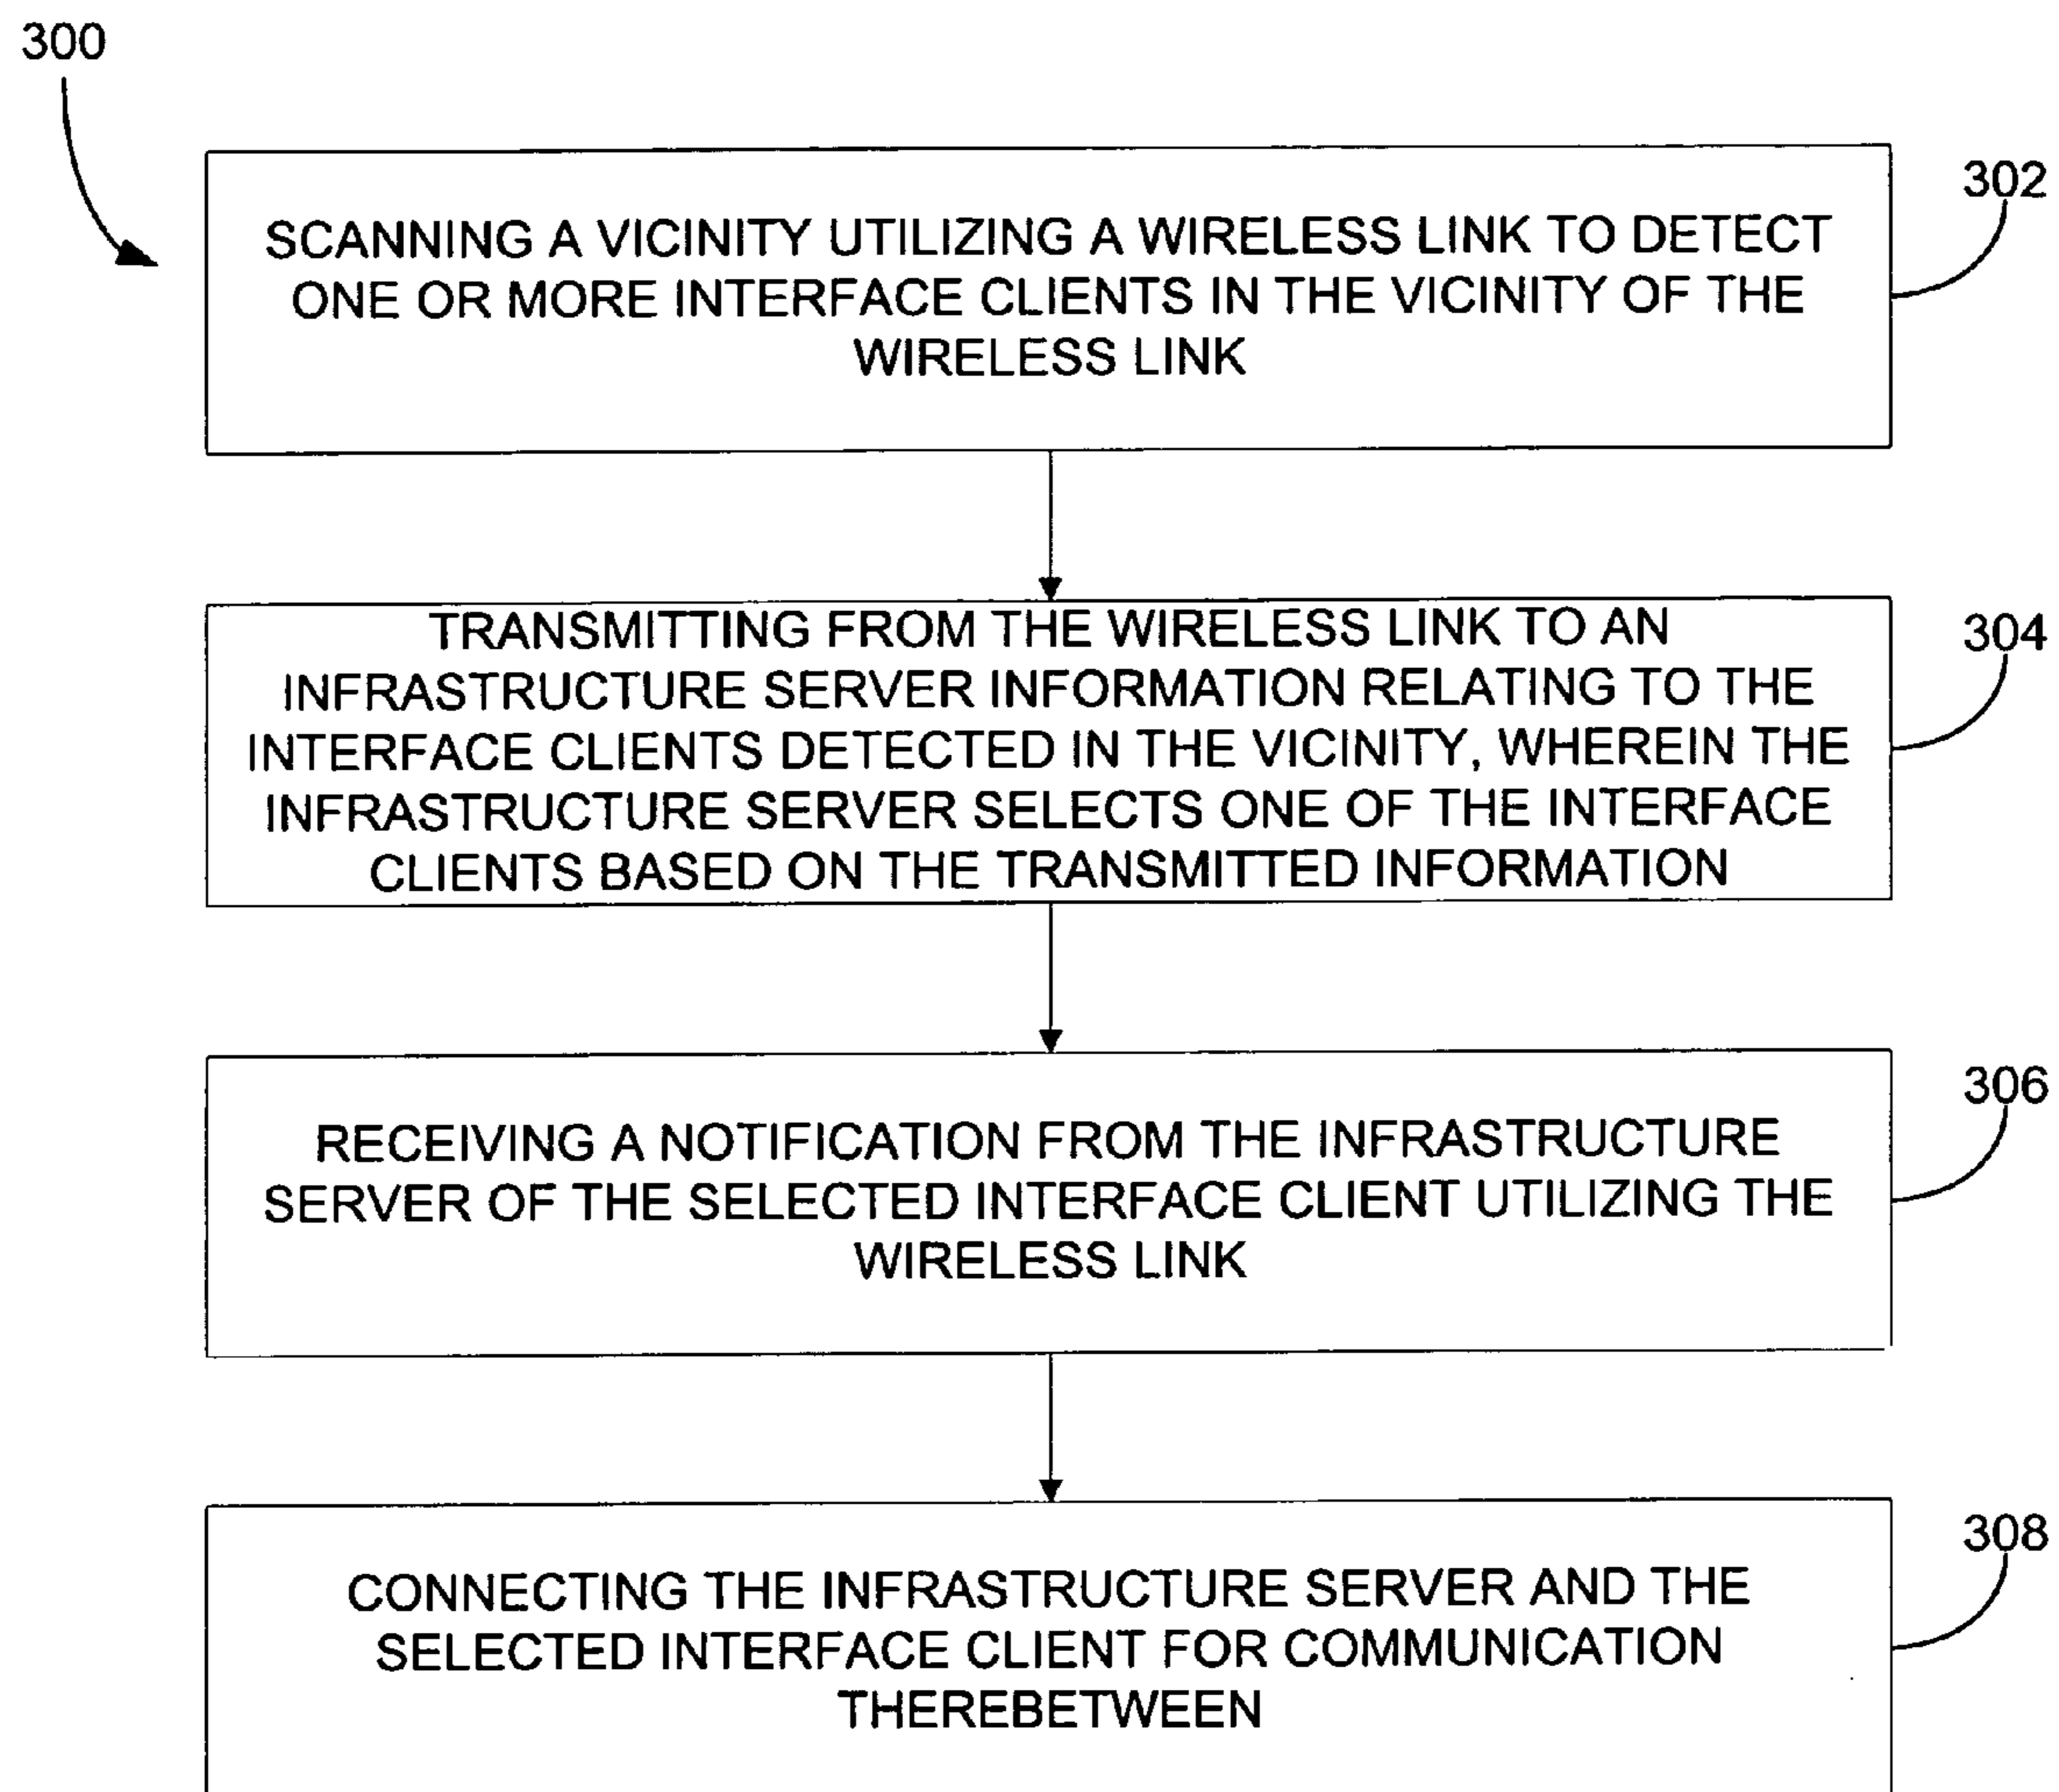 300
302
SCANNING A VICINITY UTILIZING A WIRELESS LINK TO DETECT
ONE OR MORE INTERFACE CLIENTS IN THE VICINITY OF THE
WIRELESS LINK
304
TRANSMITTING FROM THE WIRELESS LINK TO AN
INFRASTRUCTURE SERVER INFORMATION RELATING TO THE
INTERFACE CLIENTS DETECTED IN THE VICINITY, WHEREIN THE
INFRASTRUCTURE SERVER SELECTS ONE OF THE INTERFACE
CLIENTS BASED ON THE TRANSMITTED INFORMATION
306
RECEIVING A NOTIFICATION FROM THE INFRASTRUCTURE
SERVER OF THE SELECTED INTERFACE CLIENT UTILIZING THE
WIRELESS LINK
308
CONNECTING THE INFRASTRUCTURE SERVER AND THE
SELECTED INTERFACE CLIENT FOR COMMUNICATION
THEREBETWEEN